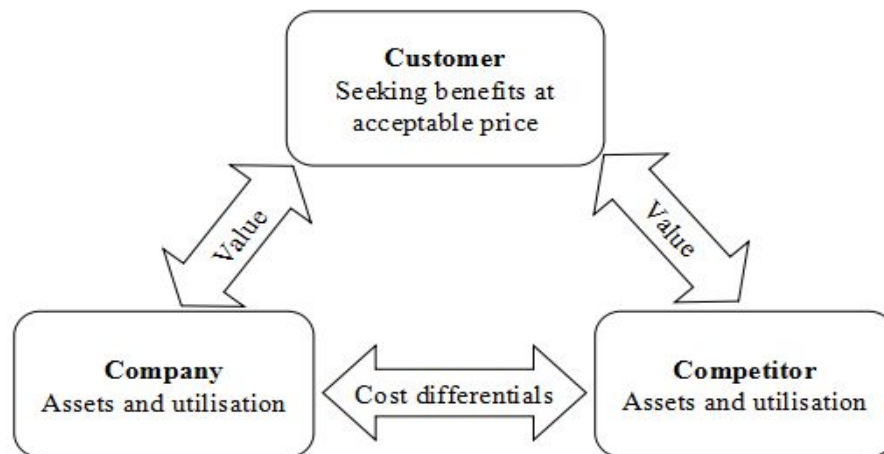 Customer
Seeking benefits at
acceptable price
Value
Value
Company
Assets and utilisation
Cost differentials
Competitor
Assets and utilisation